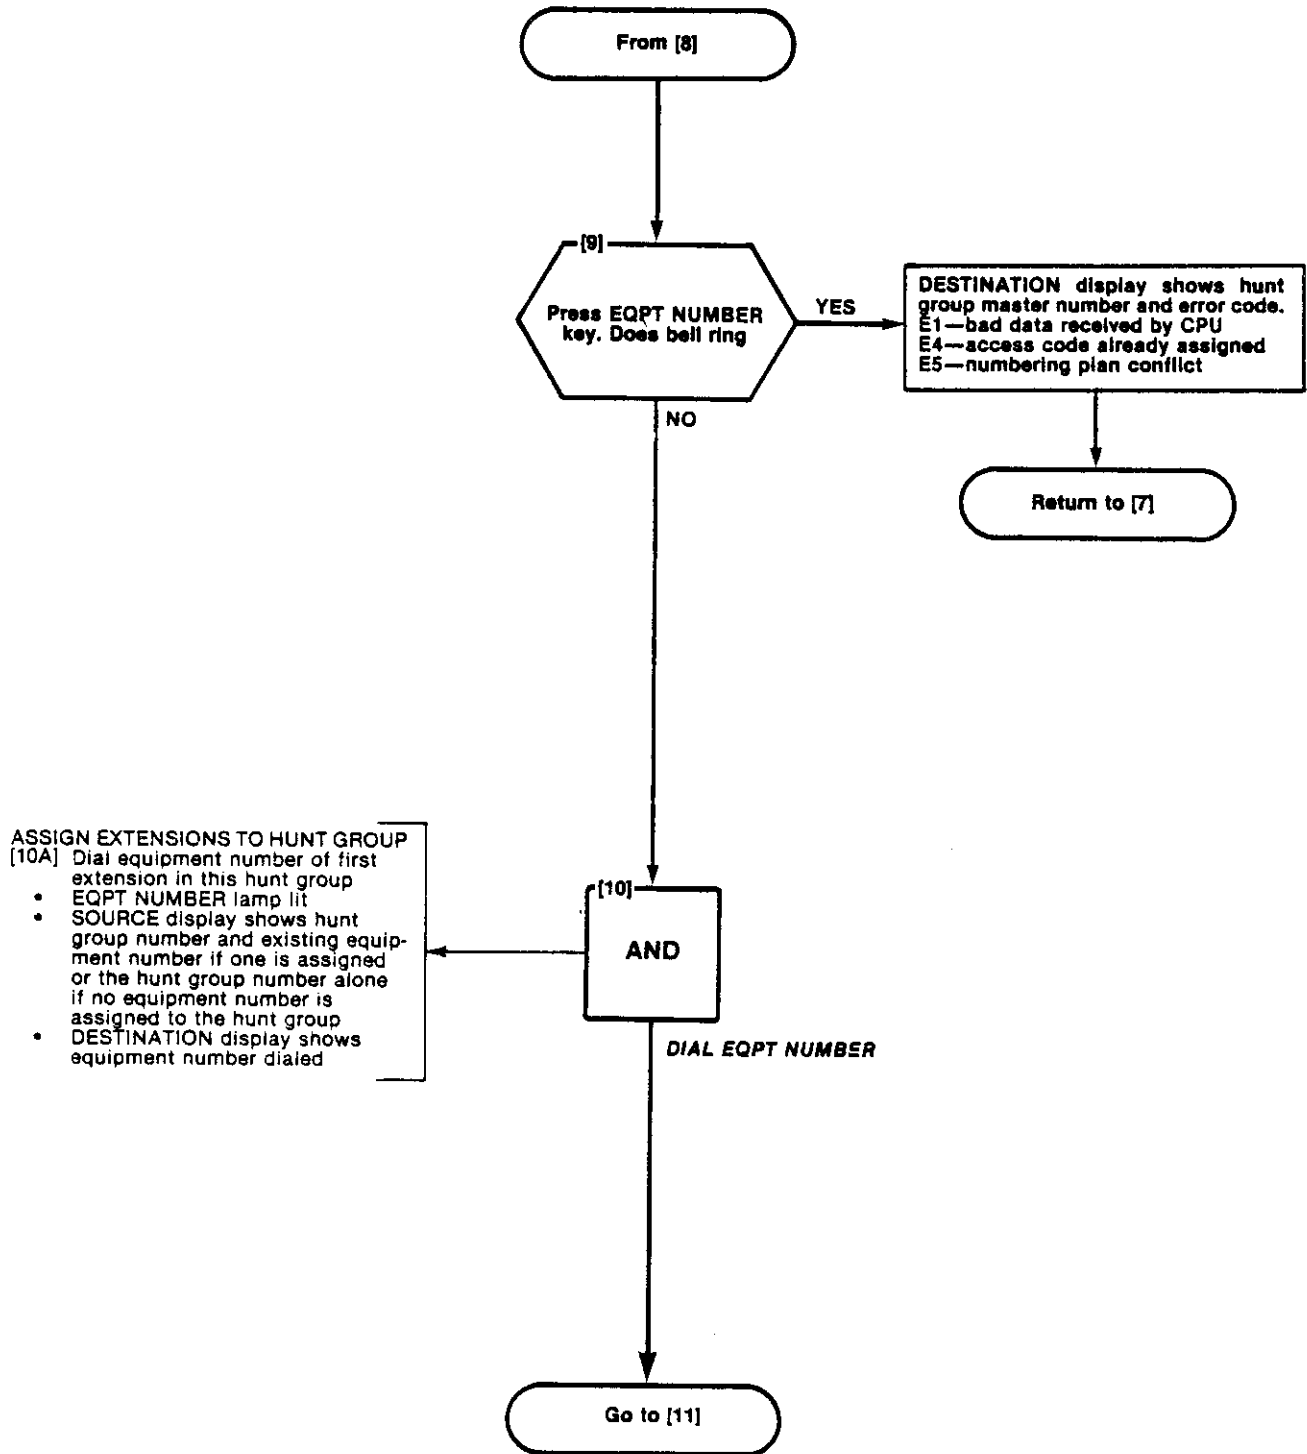 From [8]
[9]
Press EQPT NUMBER
key. Does bell ring
YES
DESTINATION display shows hunt
group master number and error code.
E1—bad data received by CPU
E4—access code already assigned
E5—numbering plan conflict
NO
Return to [7]
ASSIGN EXTENSIONS TO HUNT GROUP
[10A] Dial equipment number of first
extension in this hunt group
• EQPT NUMBER lamp lit
• SOURCE display shows hunt
group number and existing equip-
ment number if one is assigned
or the hunt group number alone
if no equipment number is
assigned to the hunt group
• DESTINATION display shows
equipment number dialed
[10]
AND
DIAL EQPT NUMBER
Go to [11]